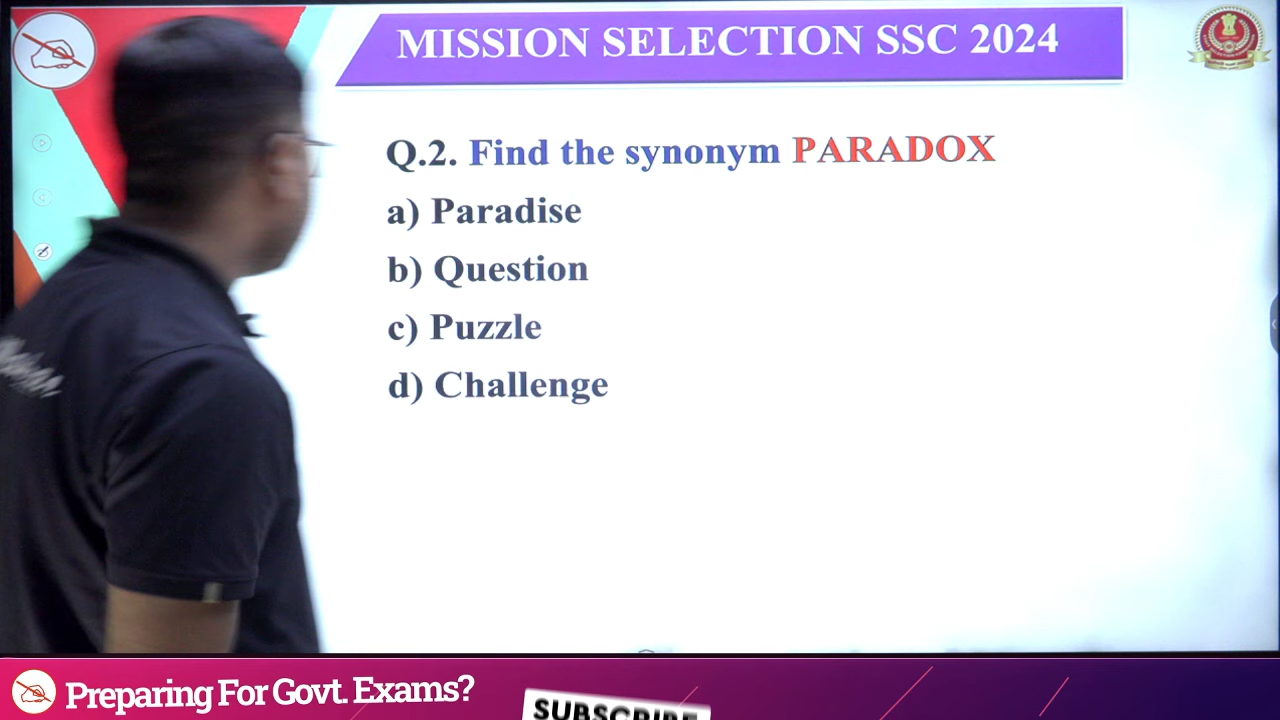 MISSION SELECTION SSC 2024
Q.2. Find the synonym PARADOX
a) Paradise
b) Question
c) Puzzle
d) Challenge
Preparing For Govt. Exams?
SUBSCRIBE